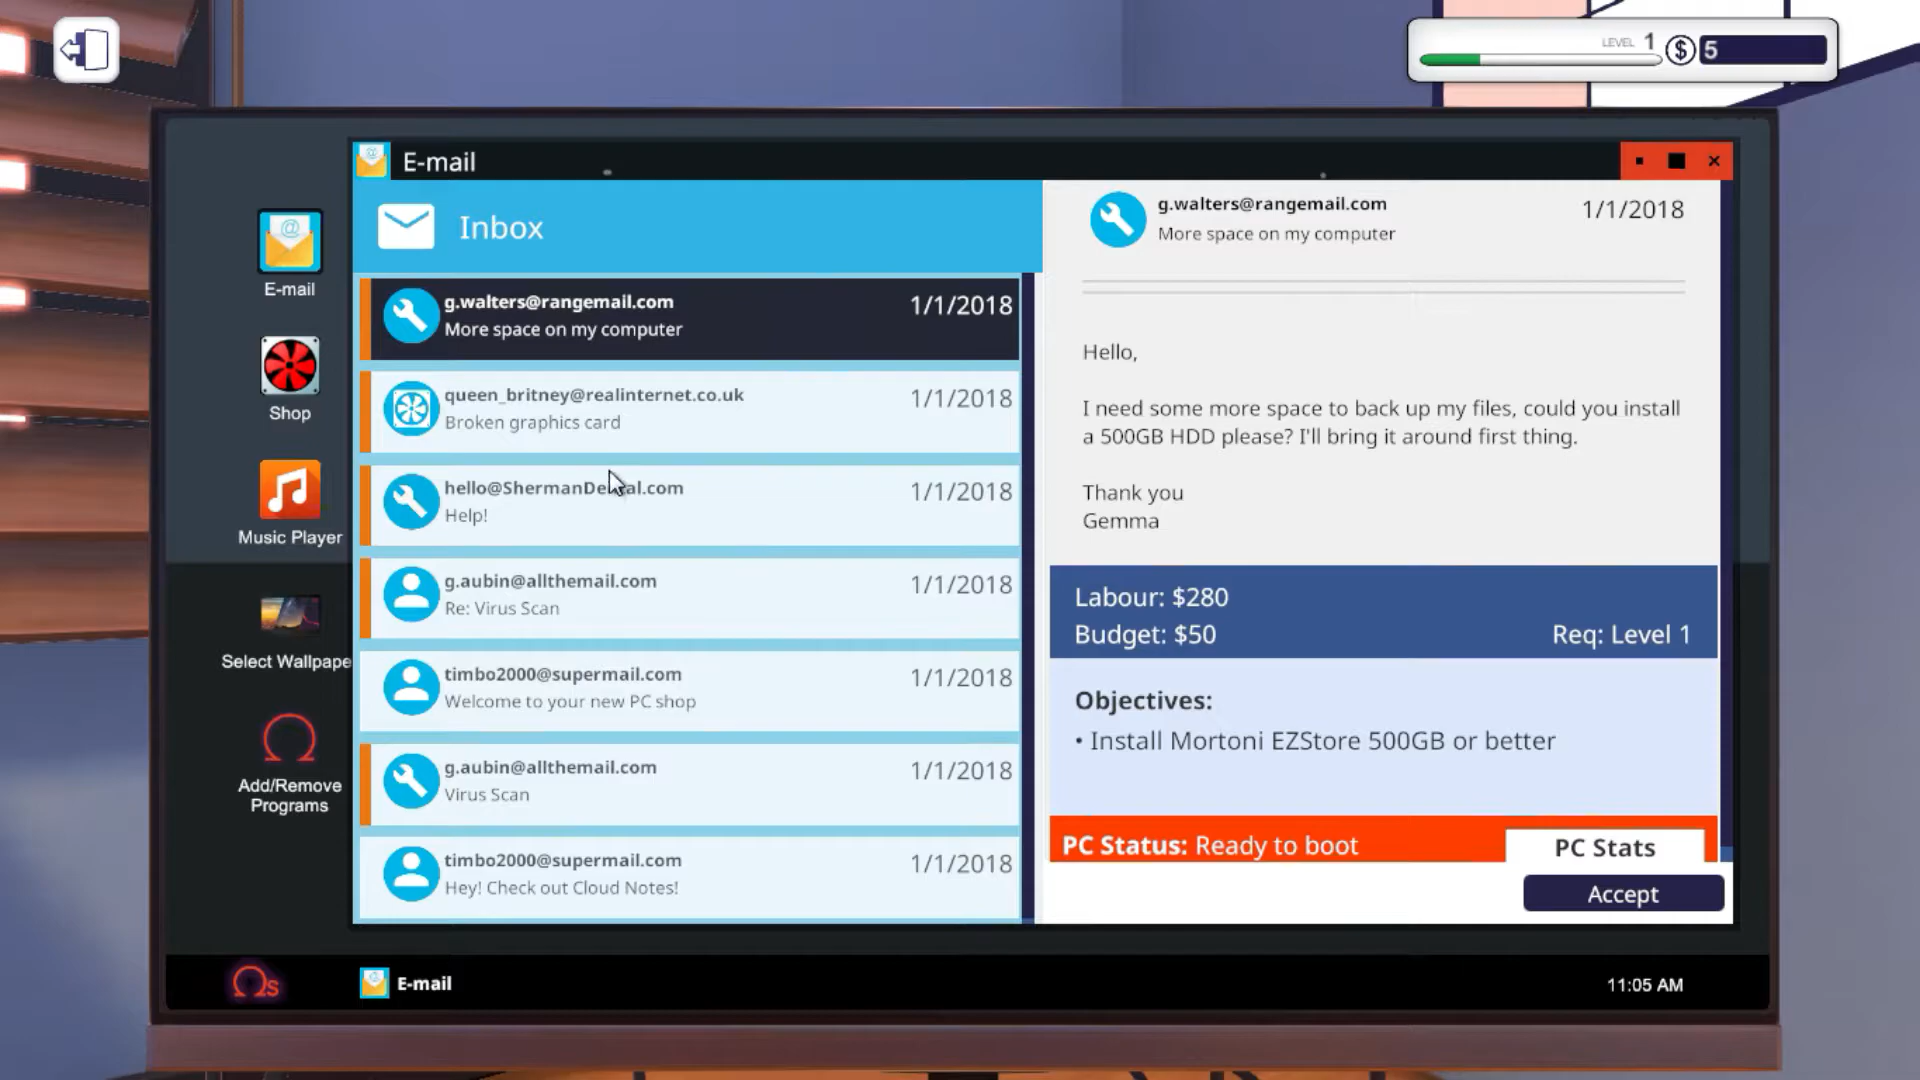 LEVEL 1
$ 5
E-mail
E-mail
Shop
Music Player
Select Wallpape
Add/Remove
Programs
Inbox
g.walters@rangemail.com 1/1/2018
More space on my computer
queen_britney@realinternet.co.uk 1/1/2018
Broken graphics card
hello@ShermanDental.com 1/1/2018
Help!
g.aubin@allthemail.com 1/1/2018
Re: Virus Scan
timbo2000@supermail.com 1/1/2018
Welcome to your new PC shop
g.aubin@allthemail.com 1/1/2018
Virus Scan
timbo2000@supermail.com 1/1/2018
Hey! Check out Cloud Notes!
g.walters@rangemail.com 1/1/2018
More space on my computer
Hello,
I need some more space to back up my files, could you install
a 500GB HDD please? I'll bring it around first thing.
Thank you
Gemma
Labour: $280
Budget: $50 Req: Level 1
Objectives:
• Install Mortoni EZStore 500GB or better
PC Status: Ready to boot PC Stats
Accept
Ωs E-mail 11:05 AM